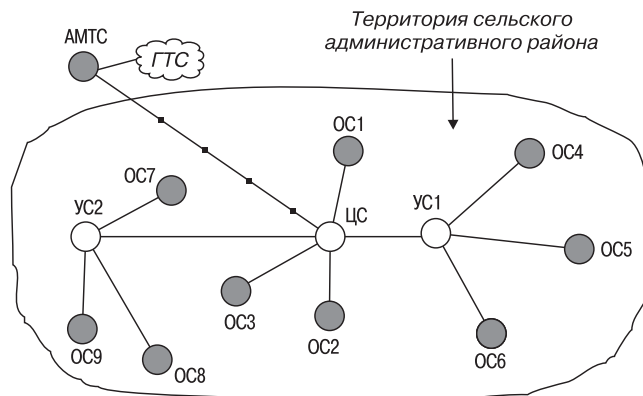 Территория сельского
административного района
АМТС
ГТС
ОС1
ОС4
ОС7
УС2
ЦС
УС1
ОС5
ОС3
ОС2
ОС6
ОС9
ОС8